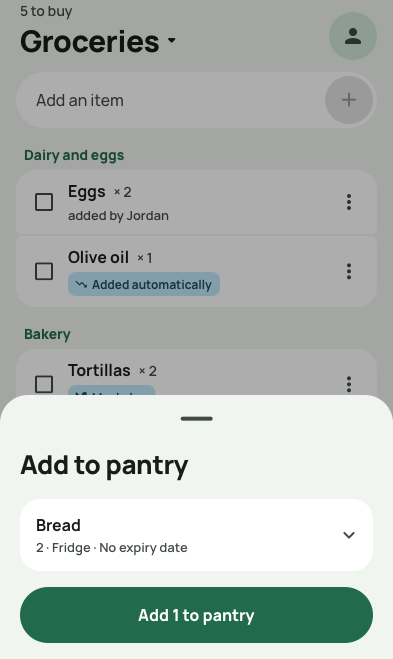 5 to buy
Groceries
Add an item
Dairy and eggs
Eggs × 2
added by Jordan
Olive oil × 1
Added automatically
Bakery
Tortillas × 2
Add to pantry
Bread
2 · Fridge · No expiry date
Add 1 to pantry